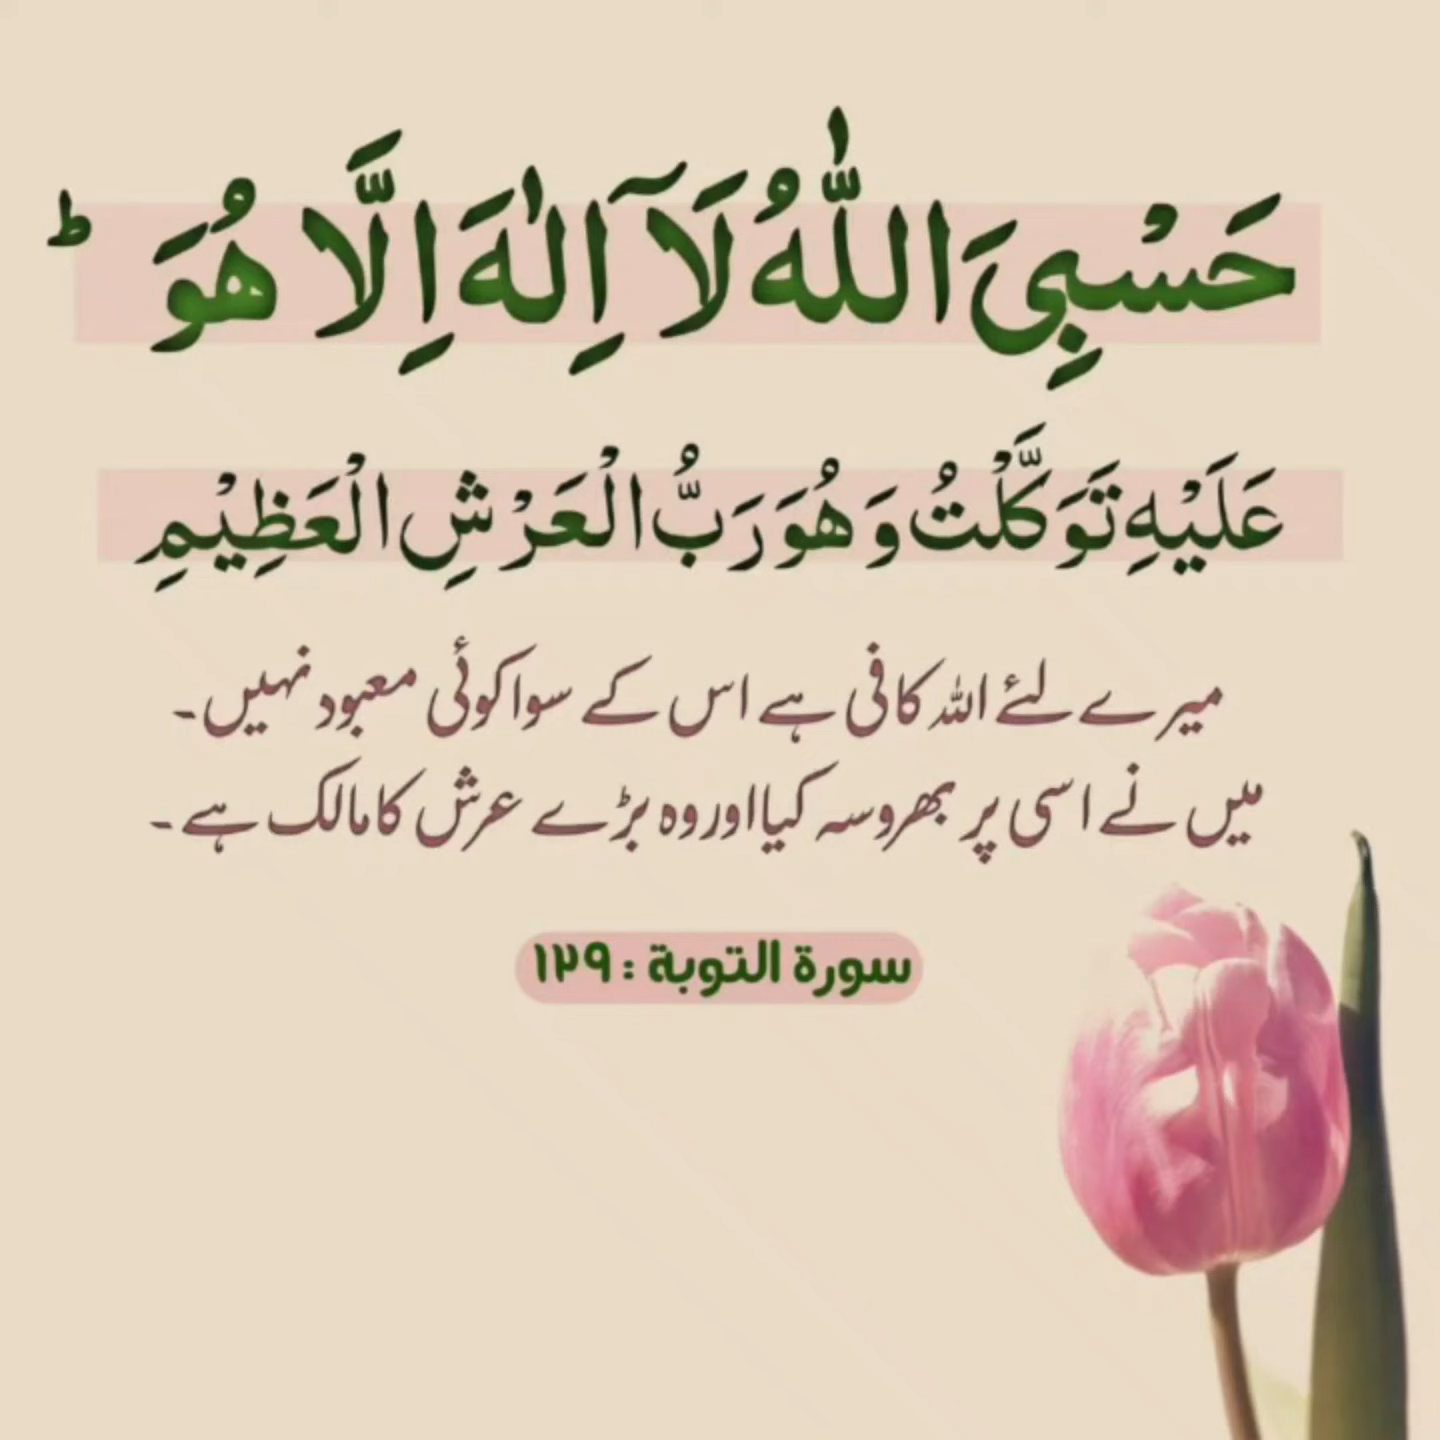 حَسْبِیَ اللّٰهُ لَاۤ اِلٰهَ اِلَّا هُوَ ؕ
عَلَیْهِ تَوَكَّلْتُ وَ هُوَ رَبُّ الْعَرْشِ الْعَظِیْمِ
میرے لئے اللہ کافی ہے اس کے سوا کوئی معبود نہیں۔
میں نے اسی پر بھروسہ کیا اور وہ بڑے عرش کا مالک ہے۔
سورة التوبة : ١٢٩